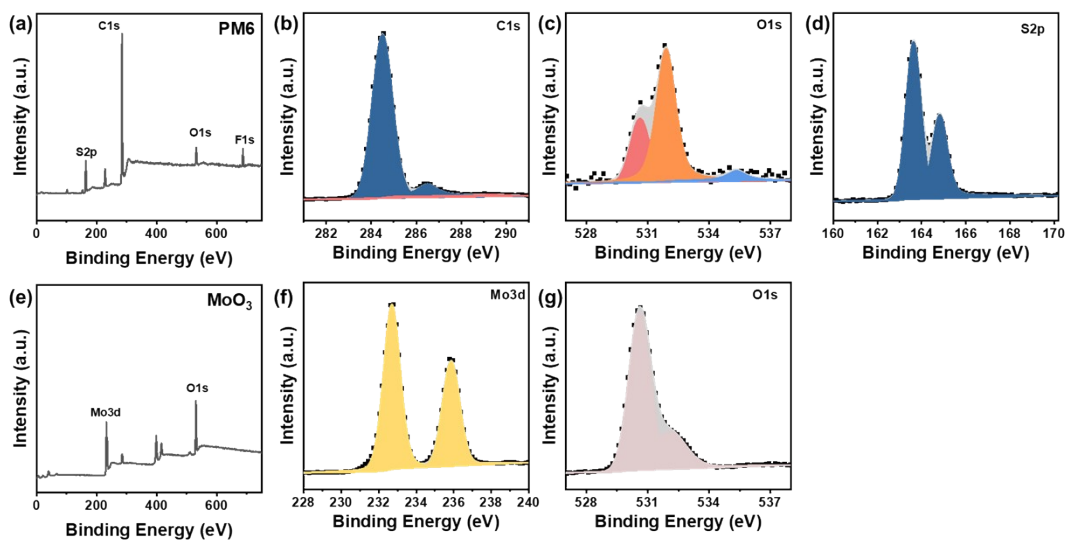 (a)
PM6
C1s
S2p
O1s
F1s
Intensity (a.u.)
0 200 400 600
Binding Energy (eV)
(b)
C1s
Intensity (a.u.)
282 284 286 288 290
Binding Energy (eV)
(c)
O1s
Intensity (a.u.)
528 531 534 537
Binding Energy (eV)
(d)
S2p
Intensity (a.u.)
160 162 164 166 168 170
Binding Energy (eV)
(e)
MoO₃
Mo3d
O1s
Intensity (a.u.)
0 200 400 600
Binding Energy (eV)
(f)
Mo3d
Intensity (a.u.)
228 230 232 234 236 238 240
Binding Energy (eV)
(g)
O1s
Intensity (a.u.)
528 531 534 537
Binding Energy (eV)